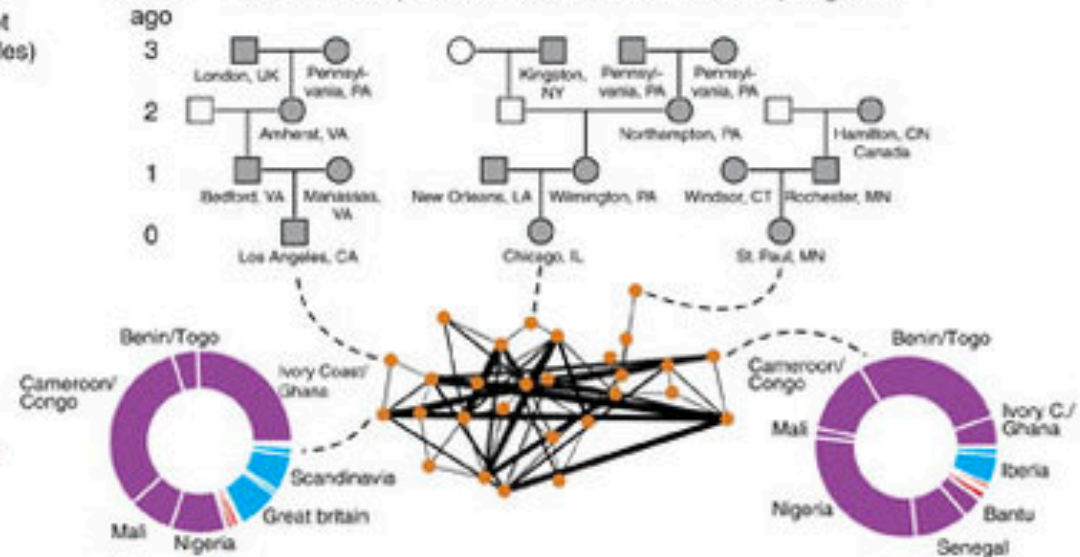 ago
les)
3
London, UK
Pennsyl-
vania, PA
Kingston,
NY
Pennsyl-
vania, PA
Pennsyl-
vania, PA
2
Amherst, VA
Northampton, PA
Hamilton, ON
Canada
1
Bedford, VA
Manassas,
VA
New Orleans, LA
Wilmington, PA
Windsor, CT
Rochester, MN
0
Los Angeles, CA
Chicago, IL
St. Paul, MN
Benin/Togo
Cameroon/
Congo
Ivory Coast/
Ghana
Scandinavia
Great britain
Mali
Nigeria
Benin/Togo
Cameroon/
Congo
Ivory C./
Ghana
Mali
Iberia
Nigeria
Bantu
Senegal